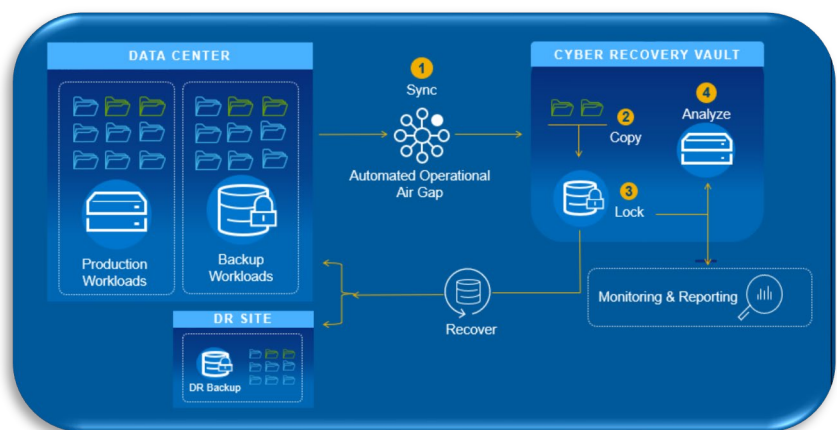 DATA CENTER
Production
Workloads
Backup
Workloads
1
Sync
Automated Operational
Air Gap
CYBER RECOVERY VAULT
2
Copy
3
Lock
4
Analyze
Monitoring & Reporting
Recover
DR SITE
DR Backup